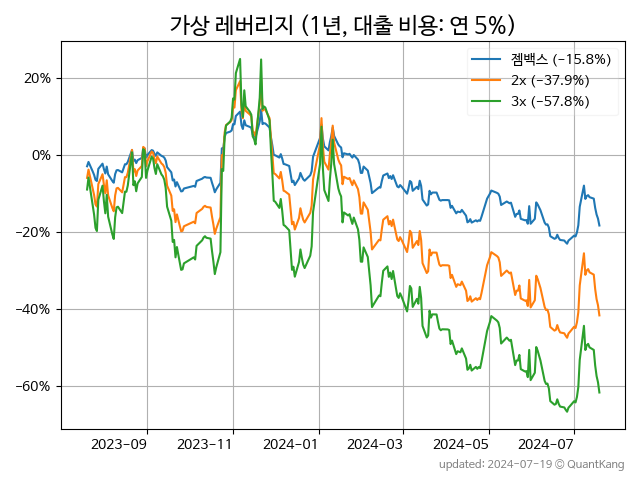 가상 레버리지 (1년, 대출 비용: 연 5%)
젬백스 (−15.8%)
2x (−37.9%)
3x (−57.8%)
20%
0%
−20%
−40%
−60%
2023-09
2023-11
2024-01
2024-03
2024-05
2024-07
updated: 2024-07-19 © QuantKang